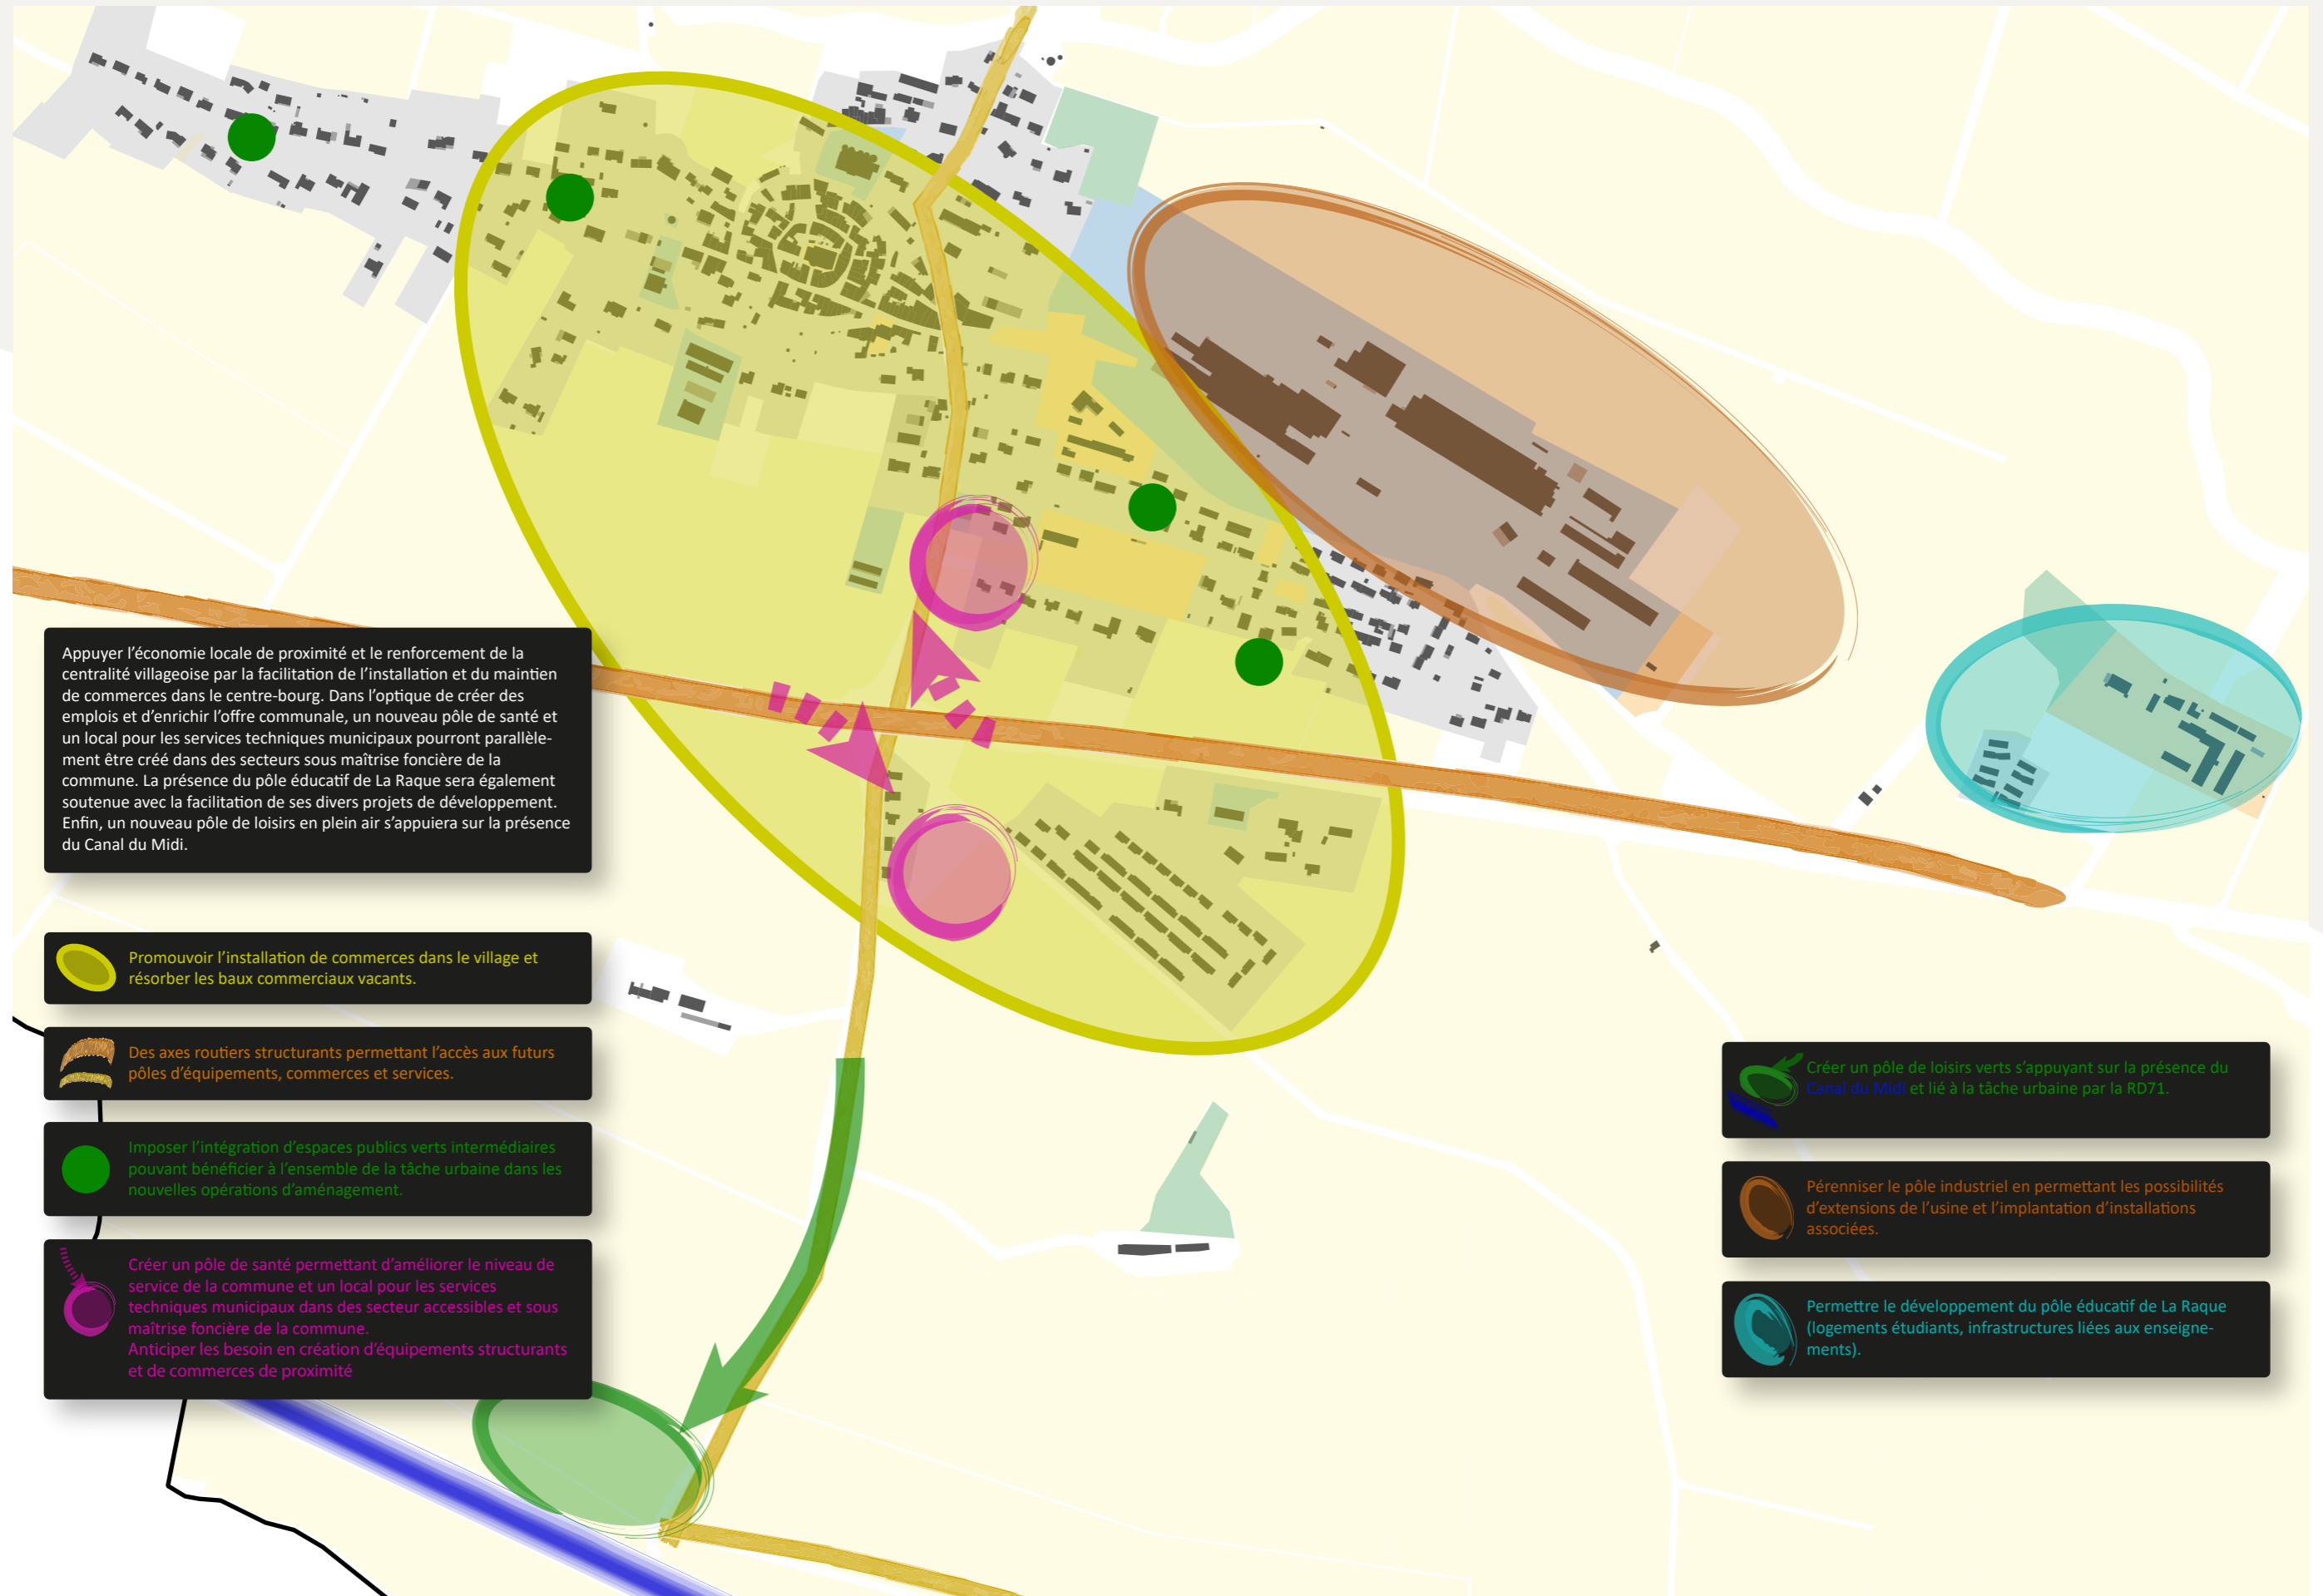 Appuyer l'économie locale de proximité et le renforcement de la
centralité villageoise par la facilitation de l'installation et du maintien
de commerces dans le centre-bourg. Dans l'optique de créer des
emplois et d'enrichir l'offre communale, un nouveau pôle de santé et
un local pour les services techniques municipaux pourront parallèle-
ment être créé dans des secteurs sous maîtrise foncière de la
commune. La présence du pôle éducatif de La Raque sera également
soutenue avec la facilitation de ses divers projets de développement.
Enfin, un nouveau pôle de loisirs en plein air s'appuiera sur la présence
du Canal du Midi.
Promouvoir l'installation de commerces dans le village et
résorber les baux commerciaux vacants.
Des axes routiers structurants permettant l'accès aux futurs
pôles d'équipements, commerces et services.
Imposer l'intégration d'espaces publics verts intermédiaires
pouvant bénéficier à l'ensemble de la tâche urbaine dans les
nouvelles opérations d'aménagement.
Créer un pôle de santé permettant d'améliorer le niveau de
service de la commune et un local pour les services
techniques municipaux dans des secteur accessibles et sous
maîtrise foncière de la commune.
Anticiper les besoin en création d'équipements structurants
et de commerces de proximité
Créer un pôle de loisirs verts s'appuyant sur la présence du
Canal du Midi et lié à la tâche urbaine par la RD71.
Pérenniser le pôle industriel en permettant les possibilités
d'extensions de l'usine et l'implantation d'installations
associées.
Permettre le développement du pôle éducatif de La Raque
(logements étudiants, infrastructures liées aux enseigne-
ments).